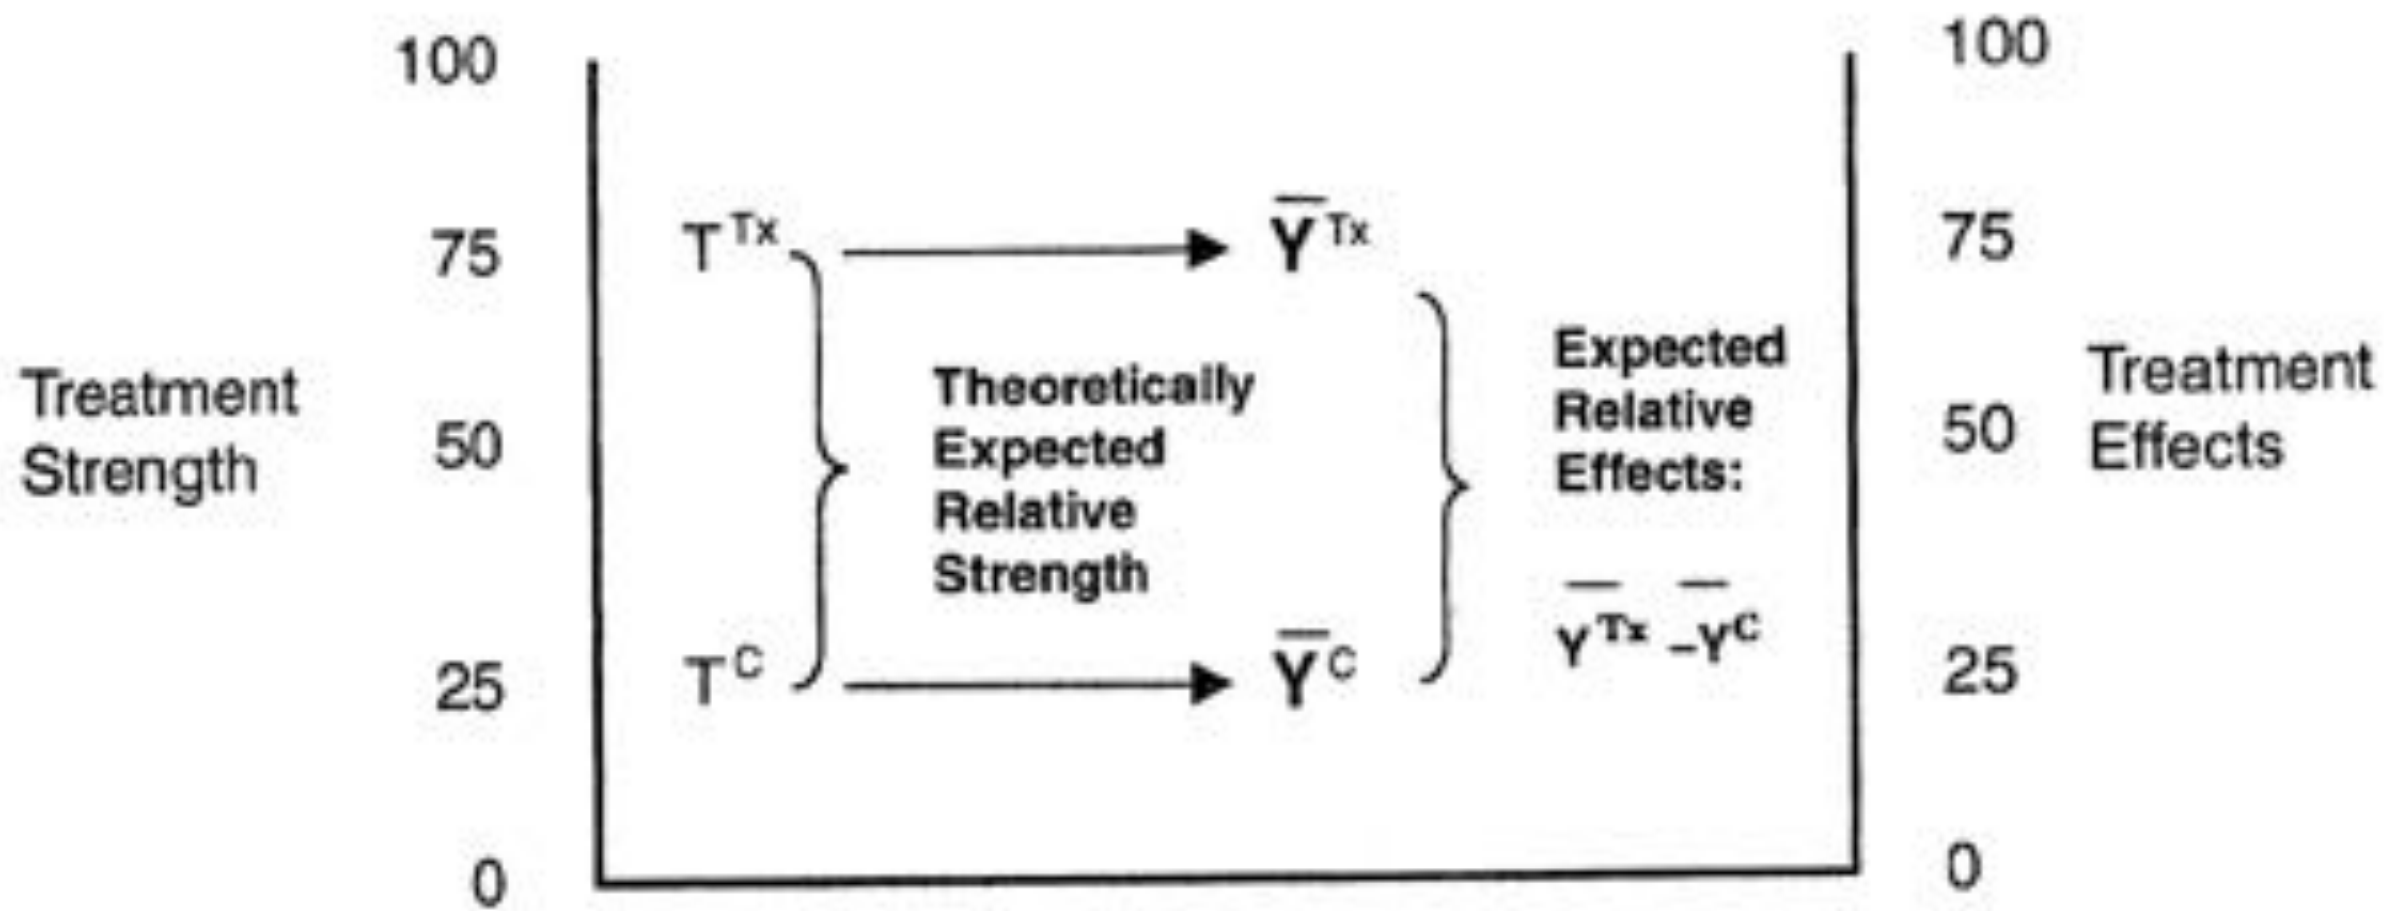 100
75
50
25
0
Treatment
Strength
T^Tx
T^C
Theoretically
Expected
Relative
Strength
Y̅^Tx
Y̅^C
Expected
Relative
Effects:
Y̅^Tx –Y̅^C
100
75
50
25
0
Treatment
Effects